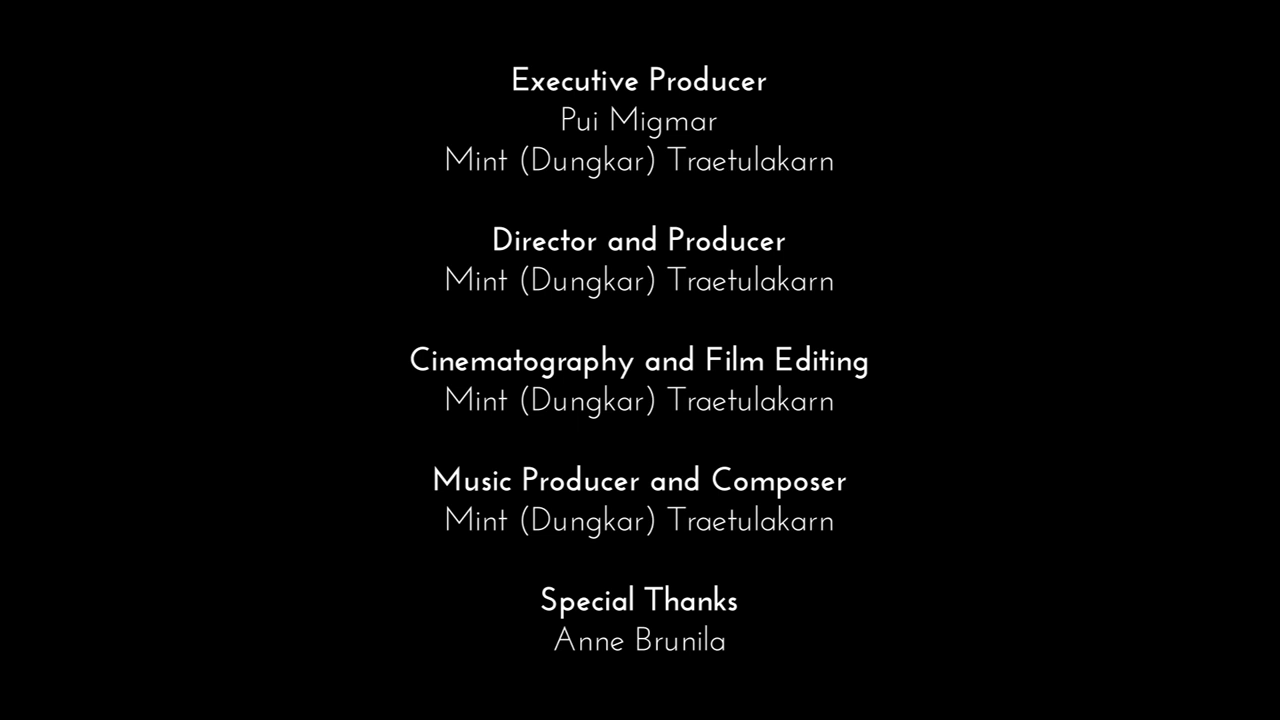 Executive Producer
Pui Migmar
Mint (Dungkar) Traetulakarn
Director and Producer
Mint (Dungkar) Traetulakarn
Cinematography and Film Editing
Mint (Dungkar) Traetulakarn
Music Producer and Composer
Mint (Dungkar) Traetulakarn
Special Thanks
Anne Brunila